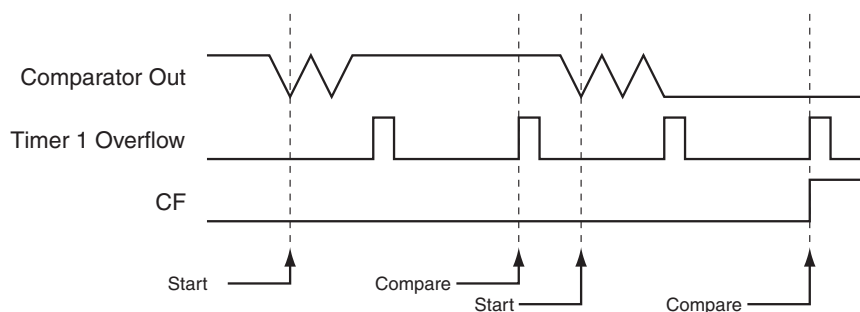 Comparator Out
Timer 1 Overflow
CF
Start
Compare
Start
Compare